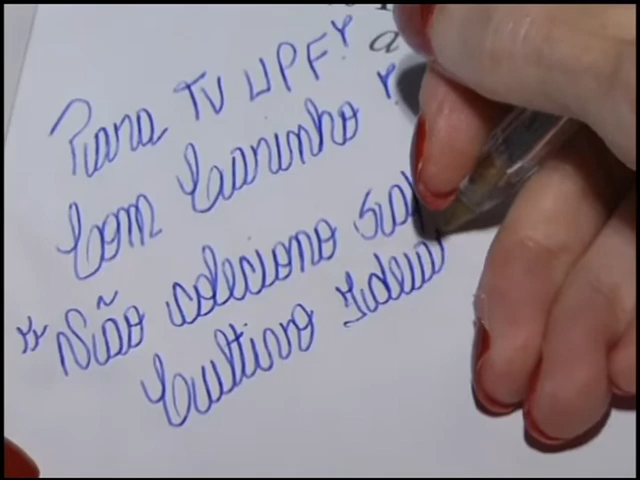 a
Para TV UPF!
Com Carinho!
"Não coleciono
Cultivo Ideias